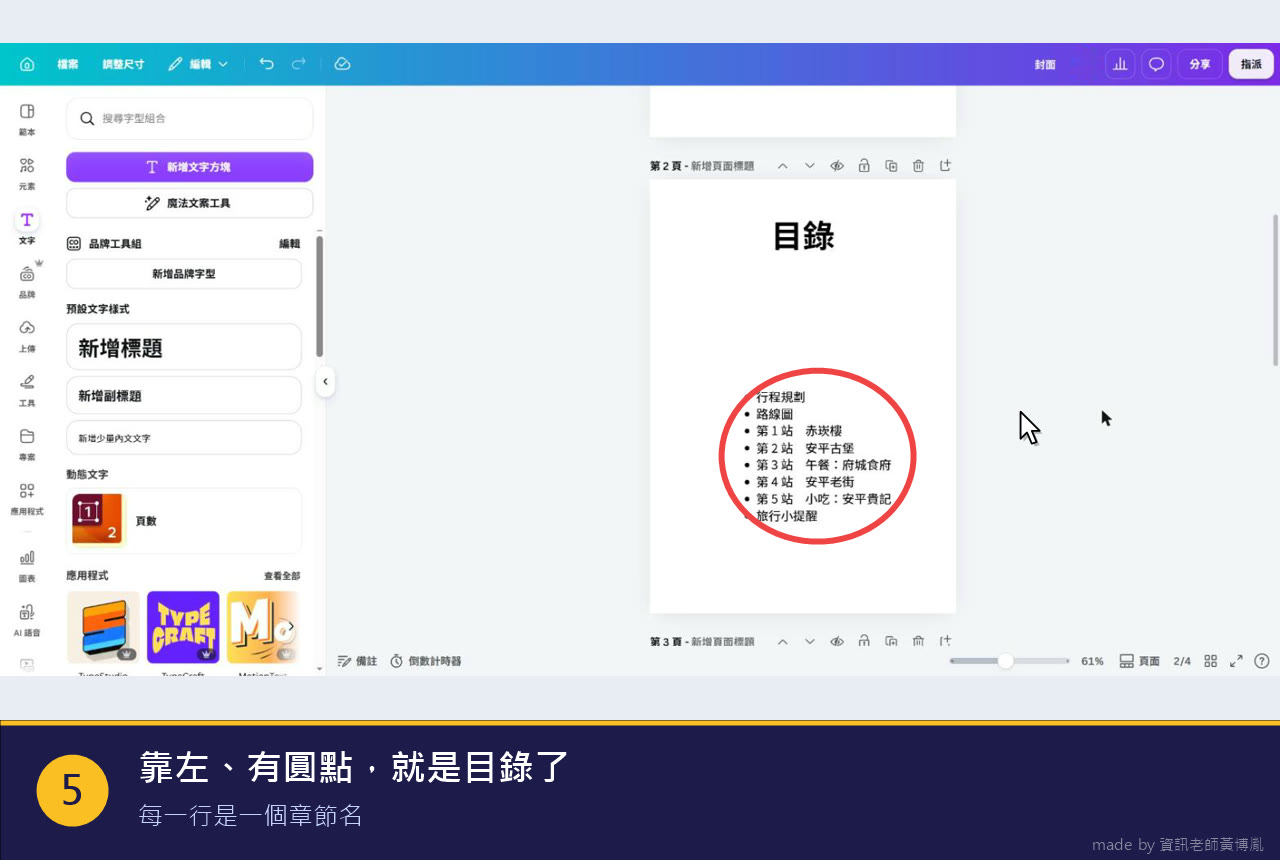 檔案 調整尺寸 編輯 封面 分享 指派
範本
元素
文字
品牌
上傳
工具
專案
應用程式
圖表
AI 語音
搜尋字型組合
T 新增文字方塊
魔法文案工具
品牌工具組 編輯
新增品牌字型
預設文字樣式
新增標題
新增副標題
新增少量內文文字
動態文字
1 2 頁數
應用程式 查看全部
TYPE CRAFT
Mo
TypeStudio TypeCraft MotionText
第 2 頁 - 新增頁面標題
目錄
• 行程規劃
• 路線圖
• 第 1 站 赤崁樓
• 第 2 站 安平古堡
• 第 3 站 午餐：府城食府
• 第 4 站 安平老街
• 第 5 站 小吃：安平貴記
• 旅行小提醒
第 3 頁 - 新增頁面標題
備註 倒數計時器 61% 頁面 2/4
5
靠左、有圓點，就是目錄了
每一行是一個章節名
made by 資訊老師黃博胤